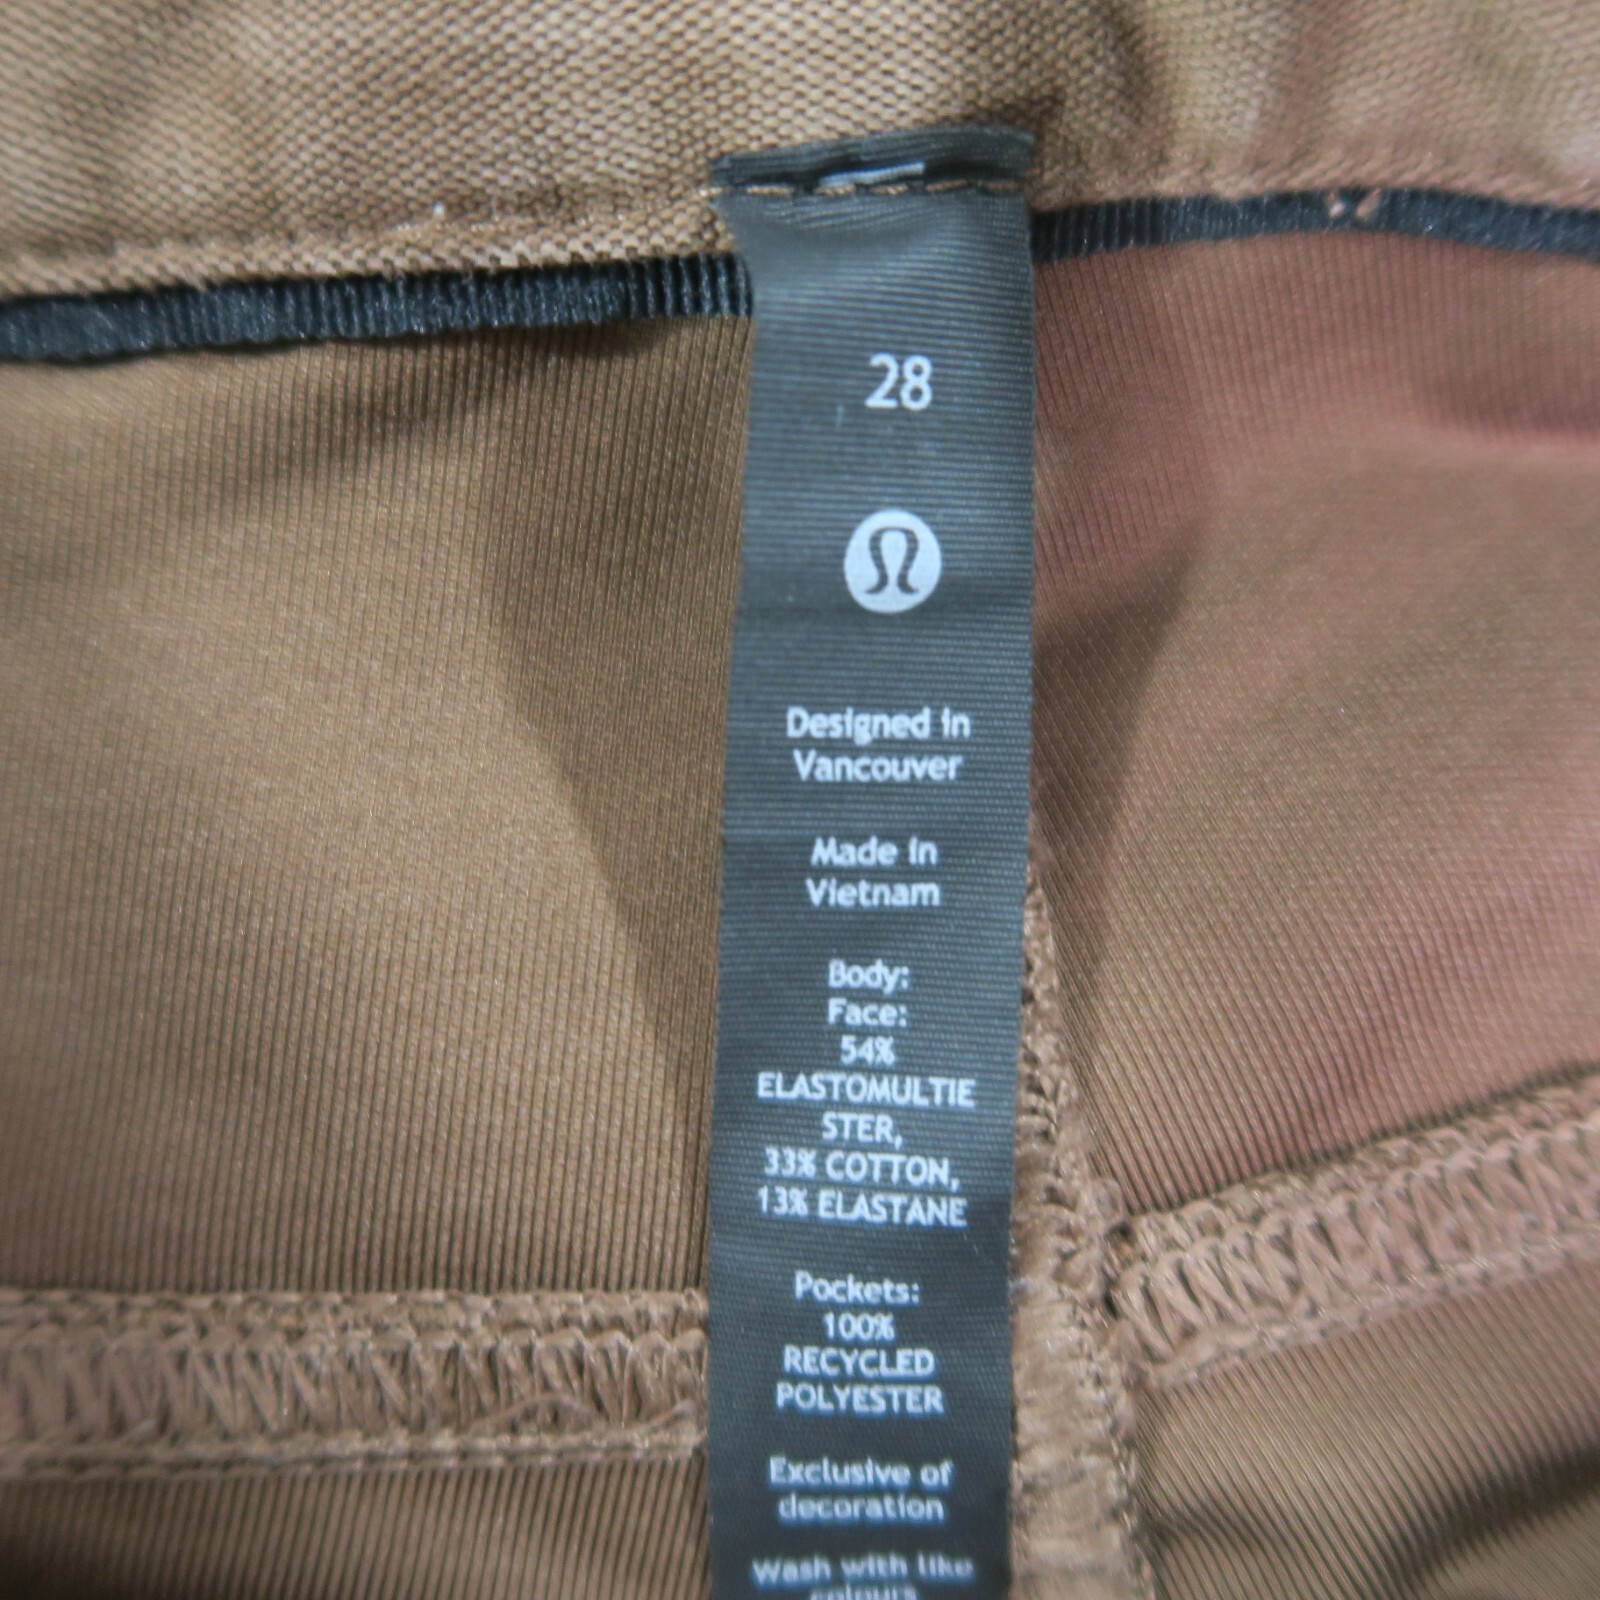 28
Designed in
Vancouver
Made in
Vietnam
Body:
Face:
54%
ELASTOMULTIE
STER,
33% COTTON,
13% ELASTANE
Pockets:
100%
RECYCLED
POLYESTER
Exclusive of
decoration
Wash with like
colours